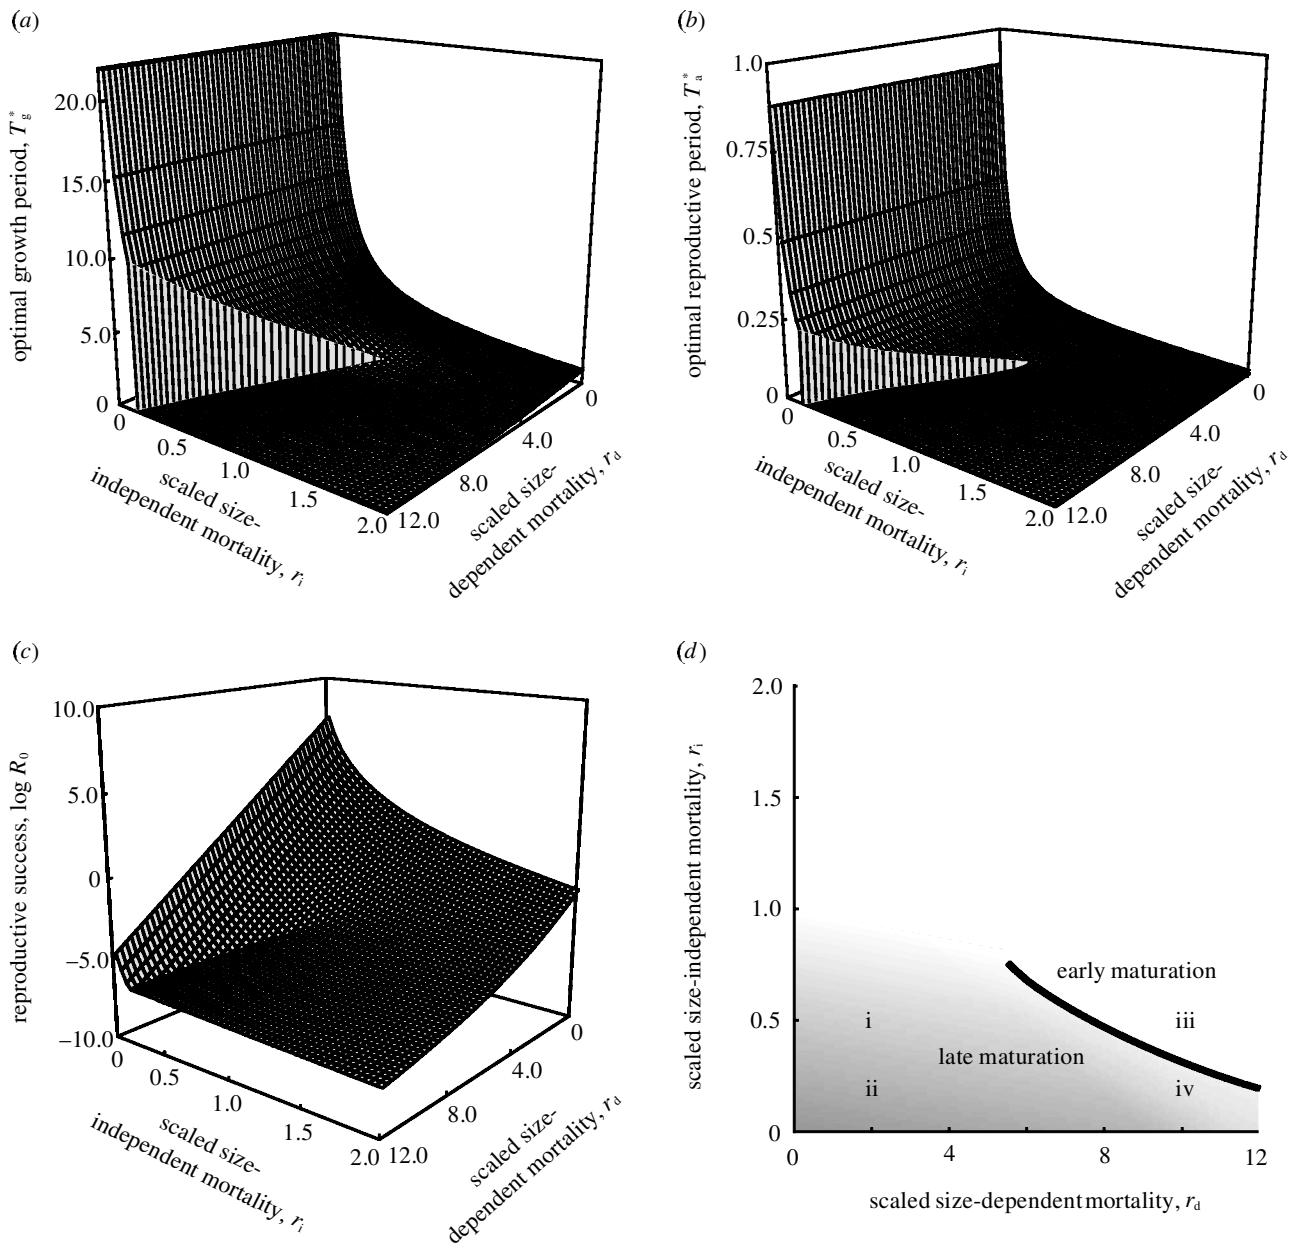 (a)
optimal growth period, T*g
20.0
15.0
10.0
5.0
0
0
0.5
1.0
1.5
2.0
scaled size-
independent mortality, ri
12.0
8.0
4.0
0
scaled size-
dependent mortality, rd
(b)
optimal reproductive period, T*a
1.0
0.75
0.5
0.25
0
0
0.5
1.0
1.5
2.0
scaled size-
independent mortality, ri
12.0
8.0
4.0
0
scaled size-
dependent mortality, rd
(c)
reproductive success, log R0
10.0
5.0
0
–5.0
–10.0
0
0.5
1.0
1.5
2.0
scaled size-
independent mortality, ri
12.0
8.0
4.0
0
scaled size-
dependent mortality, rd
(d)
scaled size-independent mortality, ri
2.0
1.5
1.0
0.5
0
early maturation
i
iii
late maturation
ii
iv
0
4
8
12
scaled size-dependent mortality, rd